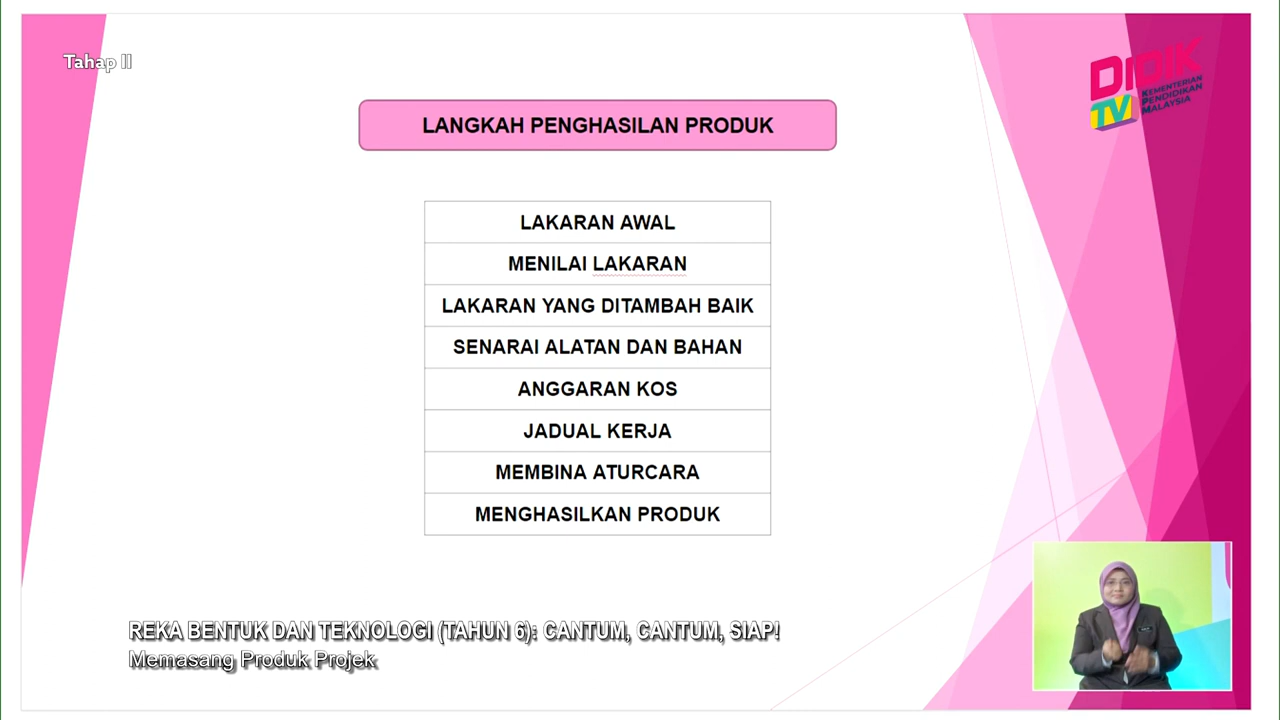 Tahap II
DIDIK
TV
KEMENTERIAN
PENDIDIKAN
MALAYSIA
LANGKAH PENGHASILAN PRODUK
LAKARAN AWAL
MENILAI LAKARAN
LAKARAN YANG DITAMBAH BAIK
SENARAI ALATAN DAN BAHAN
ANGGARAN KOS
JADUAL KERJA
MEMBINA ATURCARA
MENGHASILKAN PRODUK
REKA BENTUK DAN TEKNOLOGI (TAHUN 6): CANTUM, CANTUM, SIAP!
Memasang Produk Projek